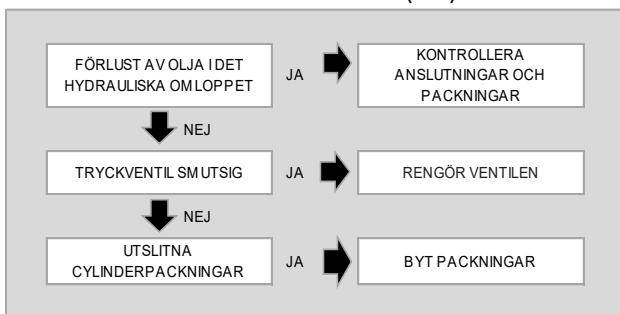 FÖRLUST AV OLJA I DET
HYDRAULISKA OMLOPPET
JA
KONTROLLERA
ANSLUTNINGAR OCH
PACKNINGAR
NEJ
TRYCKVENTIL SMUTSIG
JA
RENGÖR VENTILEN
NEJ
UTSLITNA
CYLINDERPACKNINGAR
JA
BYT PACKNINGAR